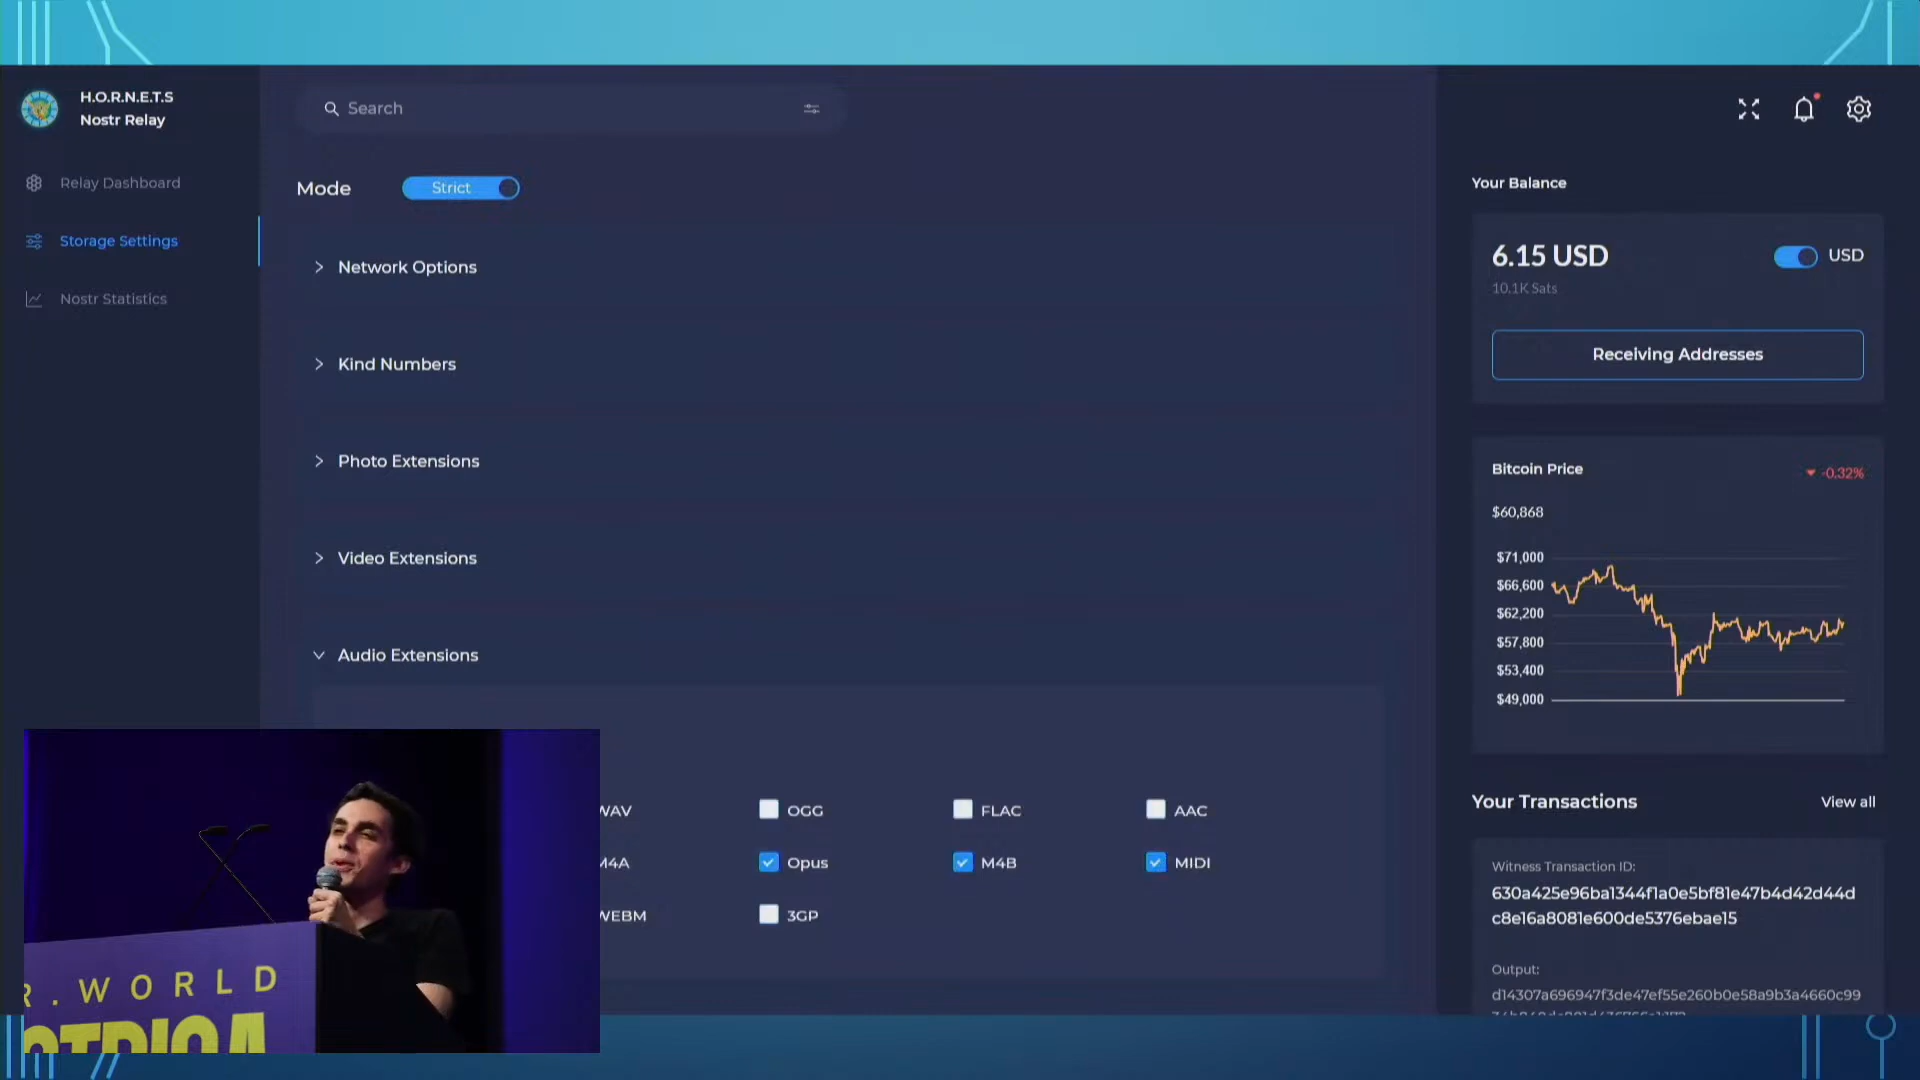 H.O.R.N.E.T.S
Nostr Relay
Search
Relay Dashboard
Storage Settings
Nostr Statistics
Mode
Strict
Network Options
Kind Numbers
Photo Extensions
Video Extensions
Audio Extensions
WAV
OGG
FLAC
AAC
M4A
Opus
M4B
MIDI
WEBM
3GP
Your Balance
6.15 USD
USD
10.1K Sats
Receiving Addresses
Bitcoin Price
-0.32%
$60,868
$71,000
$66,600
$62,200
$57,800
$53,400
$49,000
Your Transactions
View all
Witness Transaction ID:
630a425e96ba1344f1a0e5bf81e47b4d42d44d
c8e16a8081e600de5376ebae15
Output:
d14307a696947f3de47ef55e260b0e58a9b3a4660c99
R.WORLD